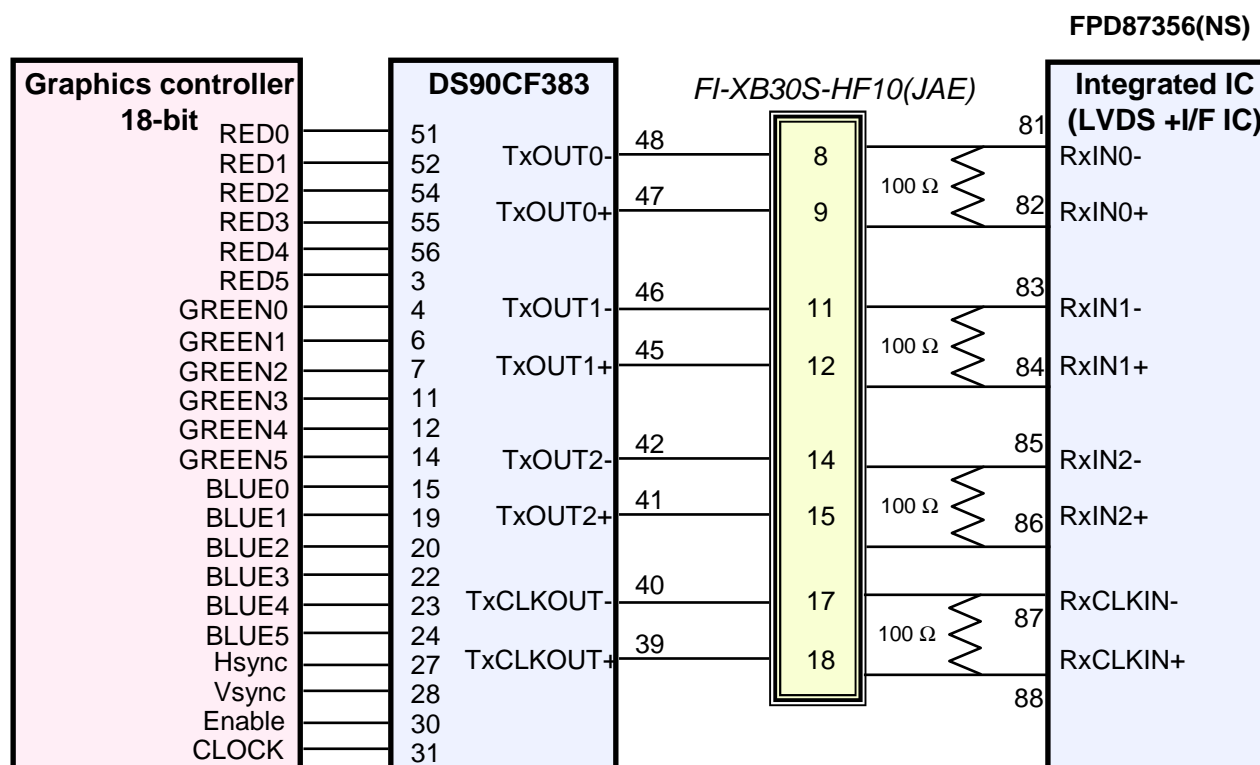 FPD87356(NS)
Graphics controller
18-bit
DS90CF383
FI-XB30S-HF10(JAE)
Integrated IC
(LVDS +I/F IC)
RED0
RED1
RED2
RED3
RED4
RED5
GREEN0
GREEN1
GREEN2
GREEN3
GREEN4
GREEN5
BLUE0
BLUE1
BLUE2
BLUE3
BLUE4
BLUE5
Hsync
Vsync
Enable
CLOCK
51
52
54
55
56
3
4
6
7
11
12
14
15
19
20
22
23
24
27
28
30
31
TxOUT0-
TxOUT0+
TxOUT1-
TxOUT1+
TxOUT2-
TxOUT2+
TxCLKOUT-
TxCLKOUT+
48
47
46
45
42
41
40
39
8
9
11
12
14
15
17
18
100 Ω
100 Ω
100 Ω
100 Ω
81
82
83
84
85
86
87
88
RxIN0-
RxIN0+
RxIN1-
RxIN1+
RxIN2-
RxIN2+
RxCLKIN-
RxCLKIN+